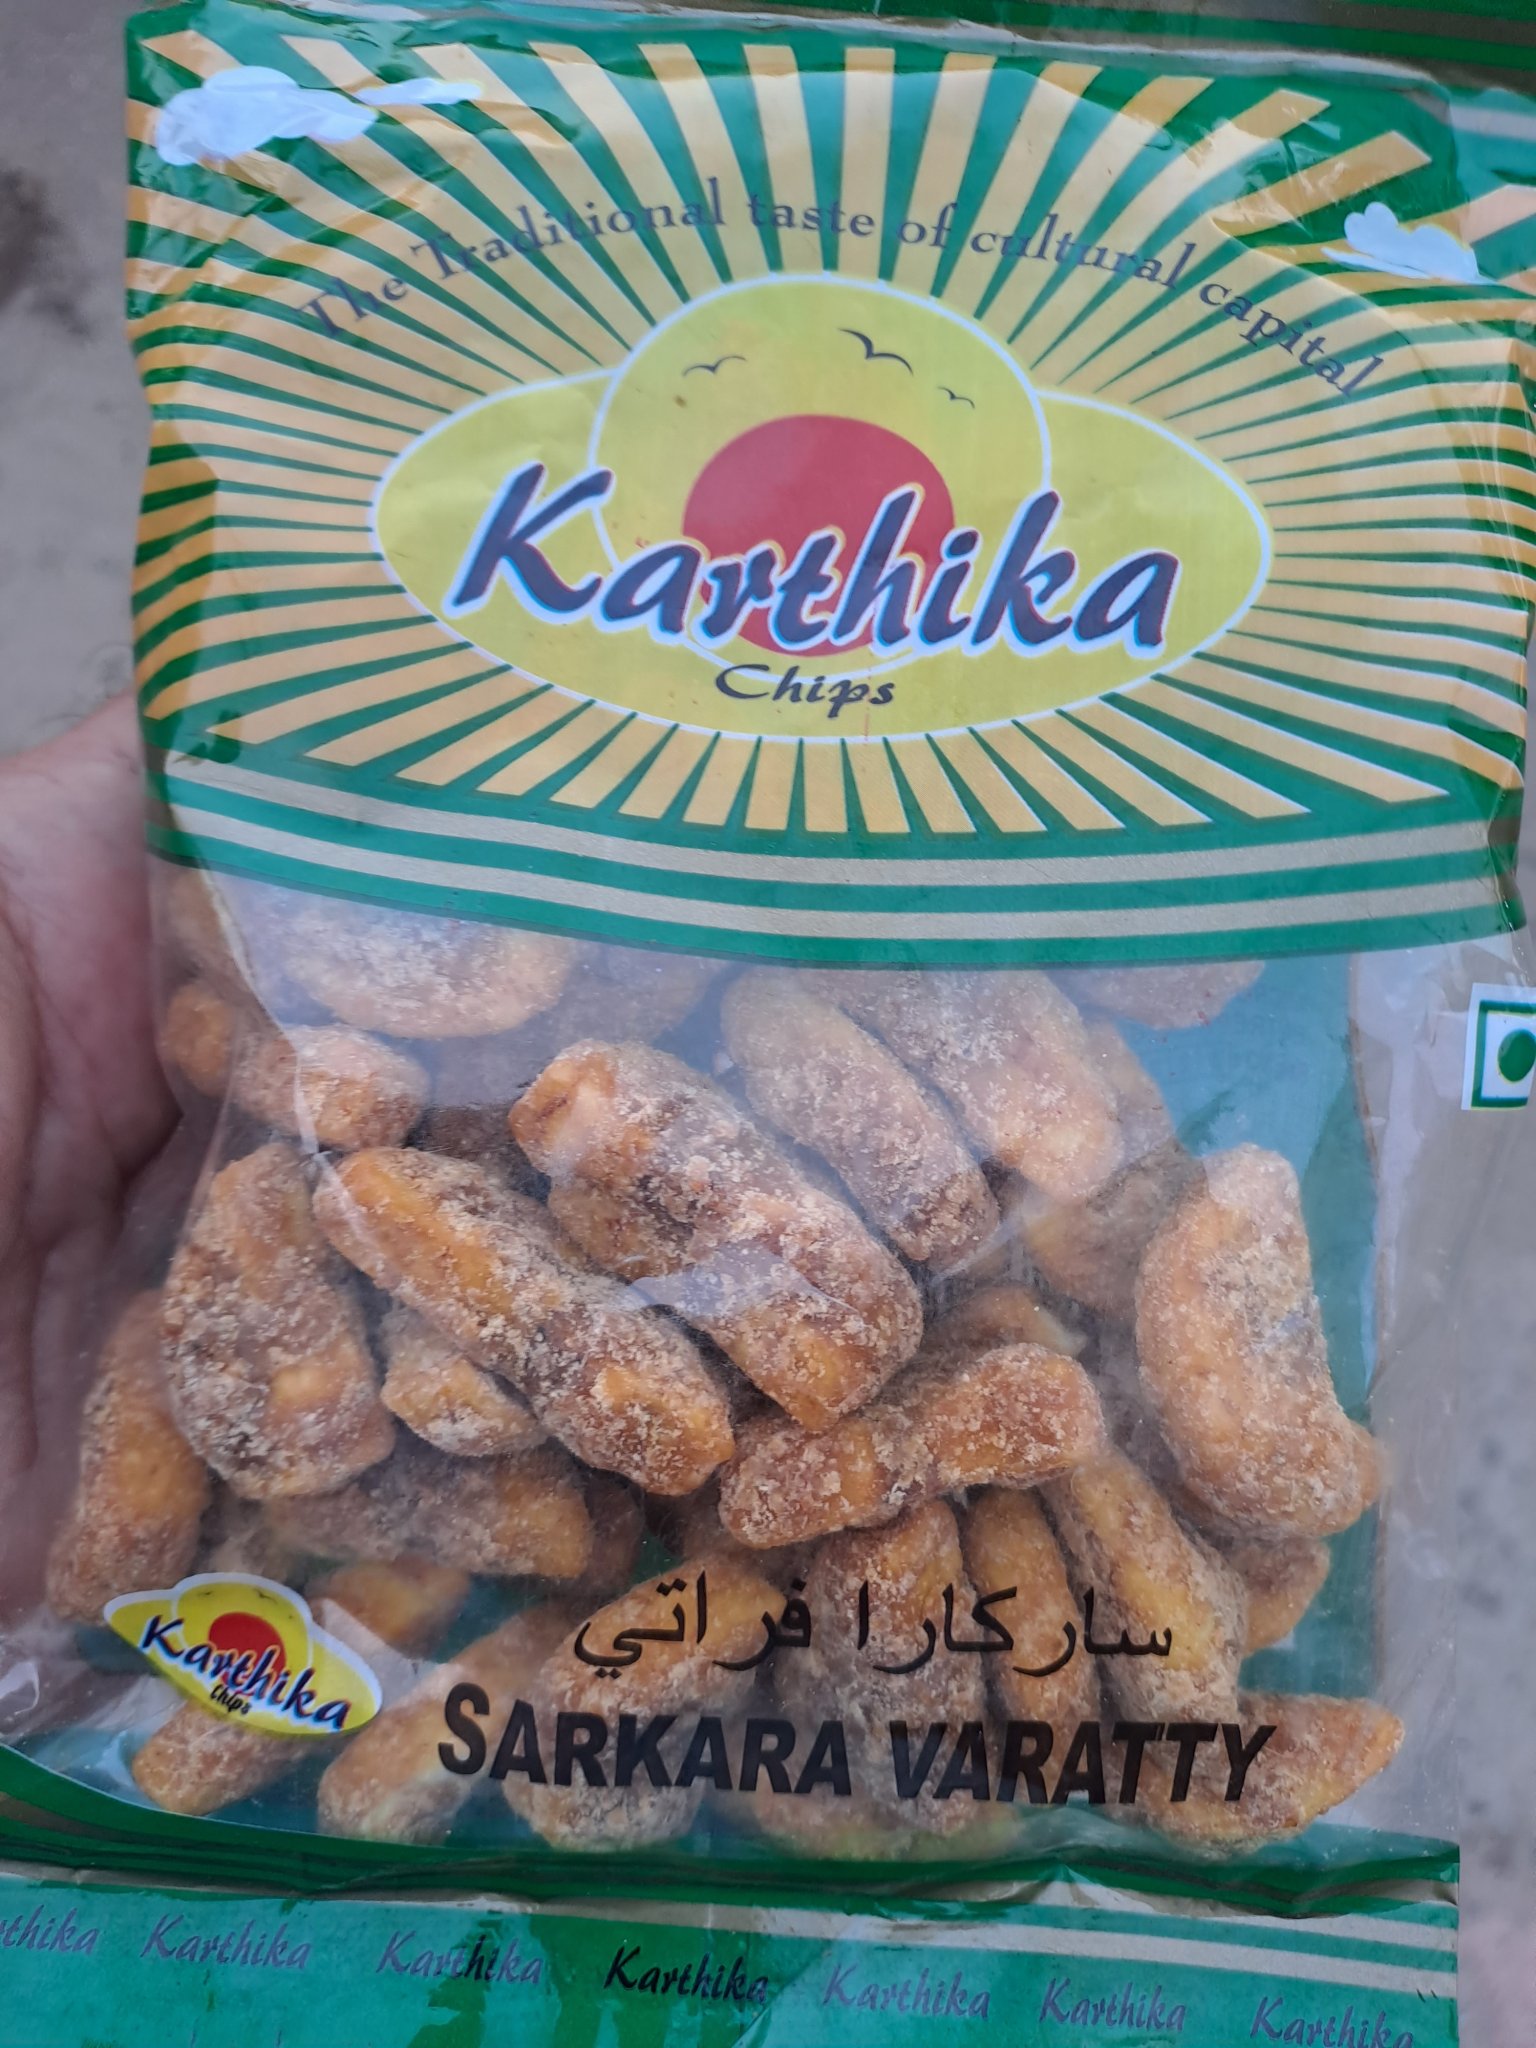 The Traditional taste of cultural capital
Karthika
Chips
ساركارا فراتي
Karthika
Chips
SARKARA VARATTY
Karthika Karthika Karthika Karthika Karthika Karthika